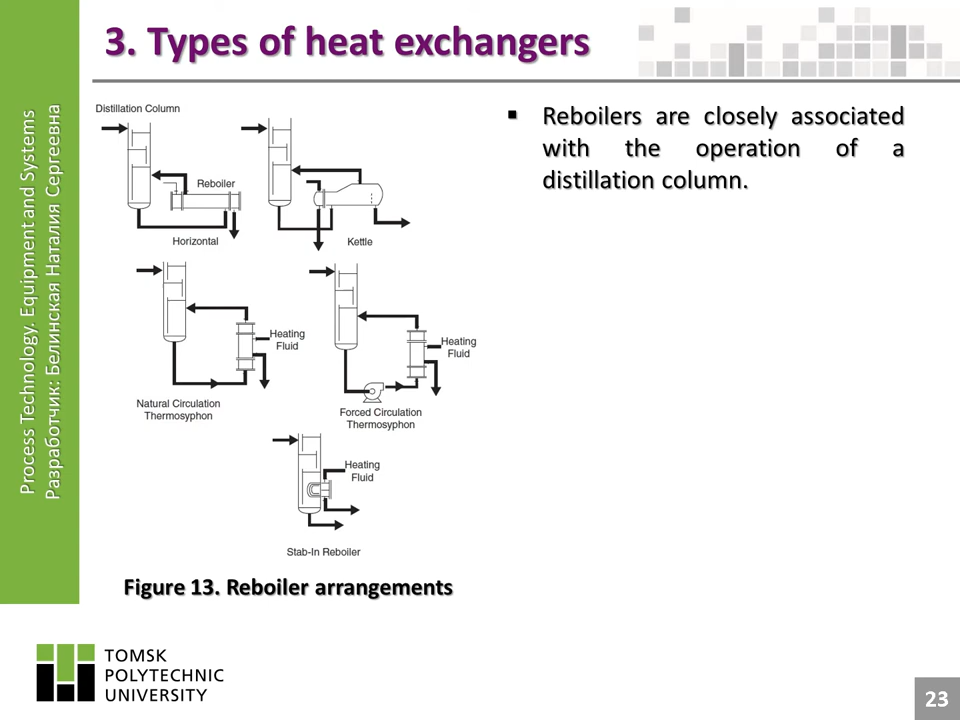 3. Types of heat exchangers
Process Technology. Equipment and Systems
Разработчик: Белинская Наталия Сергеевна
Distillation Column
Reboiler
Horizontal
Kettle
Heating
Fluid
Heating
Fluid
Natural Circulation
Thermosyphon
Forced Circulation
Thermosyphon
Heating
Fluid
Stab-In Reboiler
Figure 13. Reboiler arrangements
▪ Reboilers are closely associated
with the operation of a
distillation column.
TOMSK
POLYTECHNIC
UNIVERSITY
23